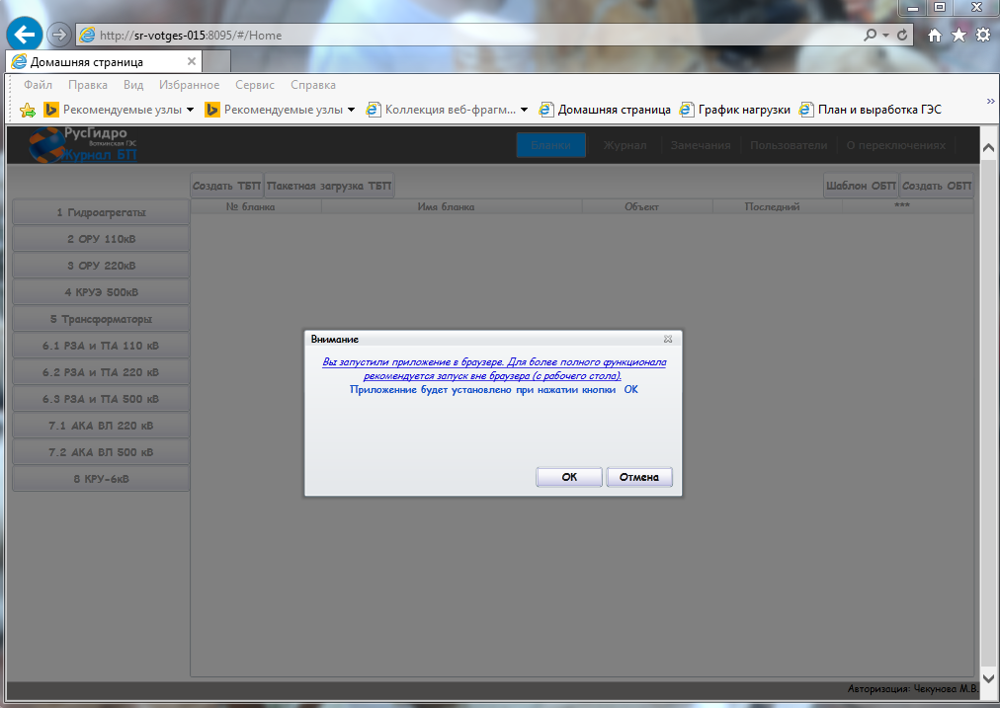 http://sr-votges-015:8095/#/Home
Домашняя страница
Файл Правка Вид Избранное Сервис Справка
Рекомендуемые узлы Рекомендуемые узлы Коллекция веб-фрагм... Домашняя страница График нагрузки План и выработка ГЭС
РусГидро
Воткинская ГЭС
Журнал БП
Бланки Журнал Замечания Пользователи О переключениях
Создать ТБП Пакетная загрузка ТБП Шаблон ОБП Создать ОБП
№ бланка Имя бланка Объект Последний ***
1 Гидроагрегаты
2 ОРУ 110кВ
3 ОРУ 220кВ
4 КРУЭ 500кВ
5 Трансформаторы
6.1 РЗА и ПА 110 кВ
6.2 РЗА и ПА 220 кВ
6.3 РЗА и ПА 500 кВ
7.1 АКА ВЛ 220 кВ
7.2 АКА ВЛ 500 кВ
8 КРУ-6кВ
Внимание
Вы запустили приложение в браузере. Для более полного функционала
рекомендуется запуск вне браузера (с рабочего стола).
Приложенние будет установлено при нажатии кнопки OK
OK Отмена
Авторизация: Чекунова М.В.